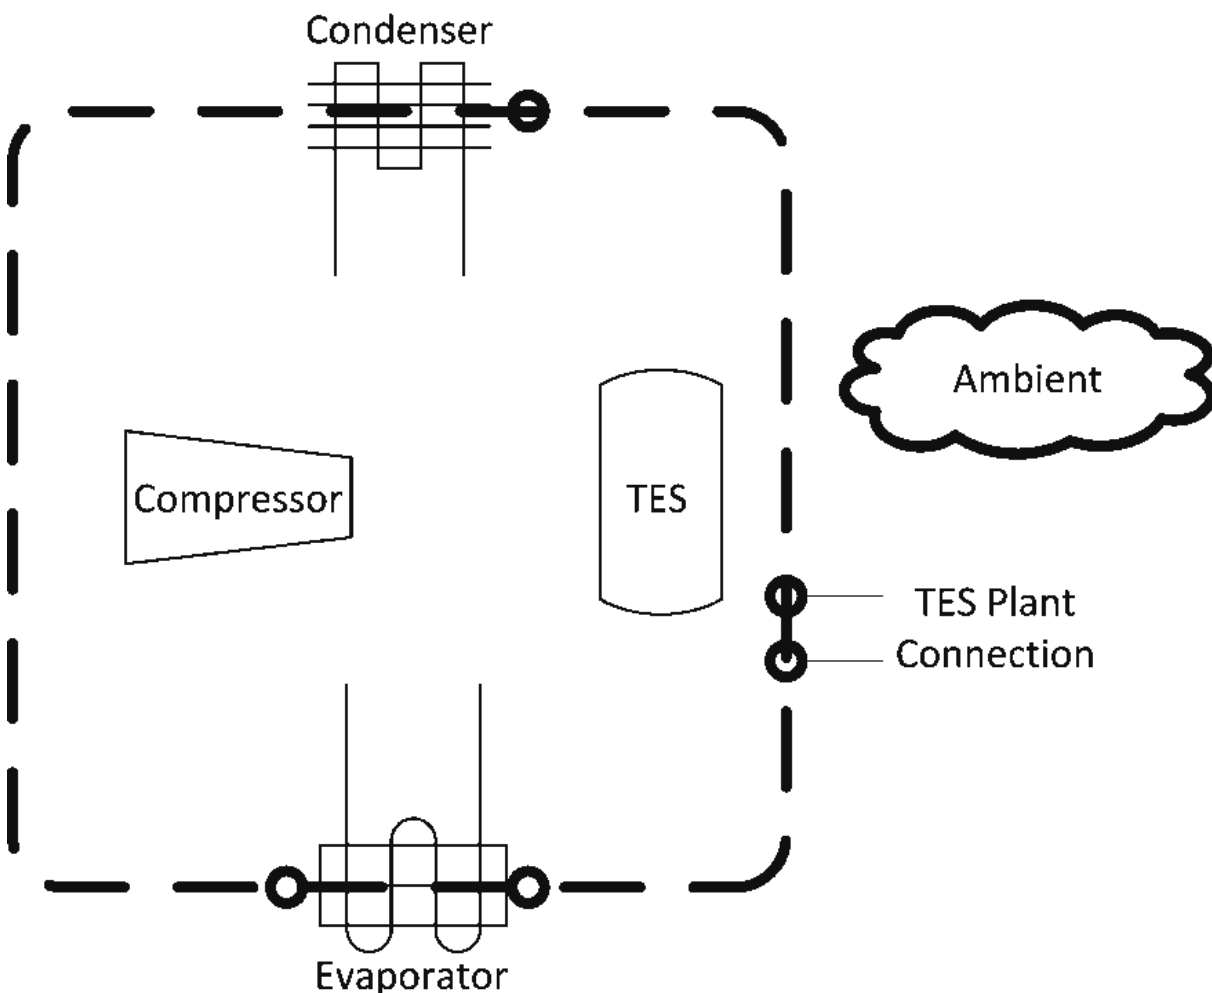 Condenser
Ambient
Compressor
TES
TES Plant
Connection
Evaporator